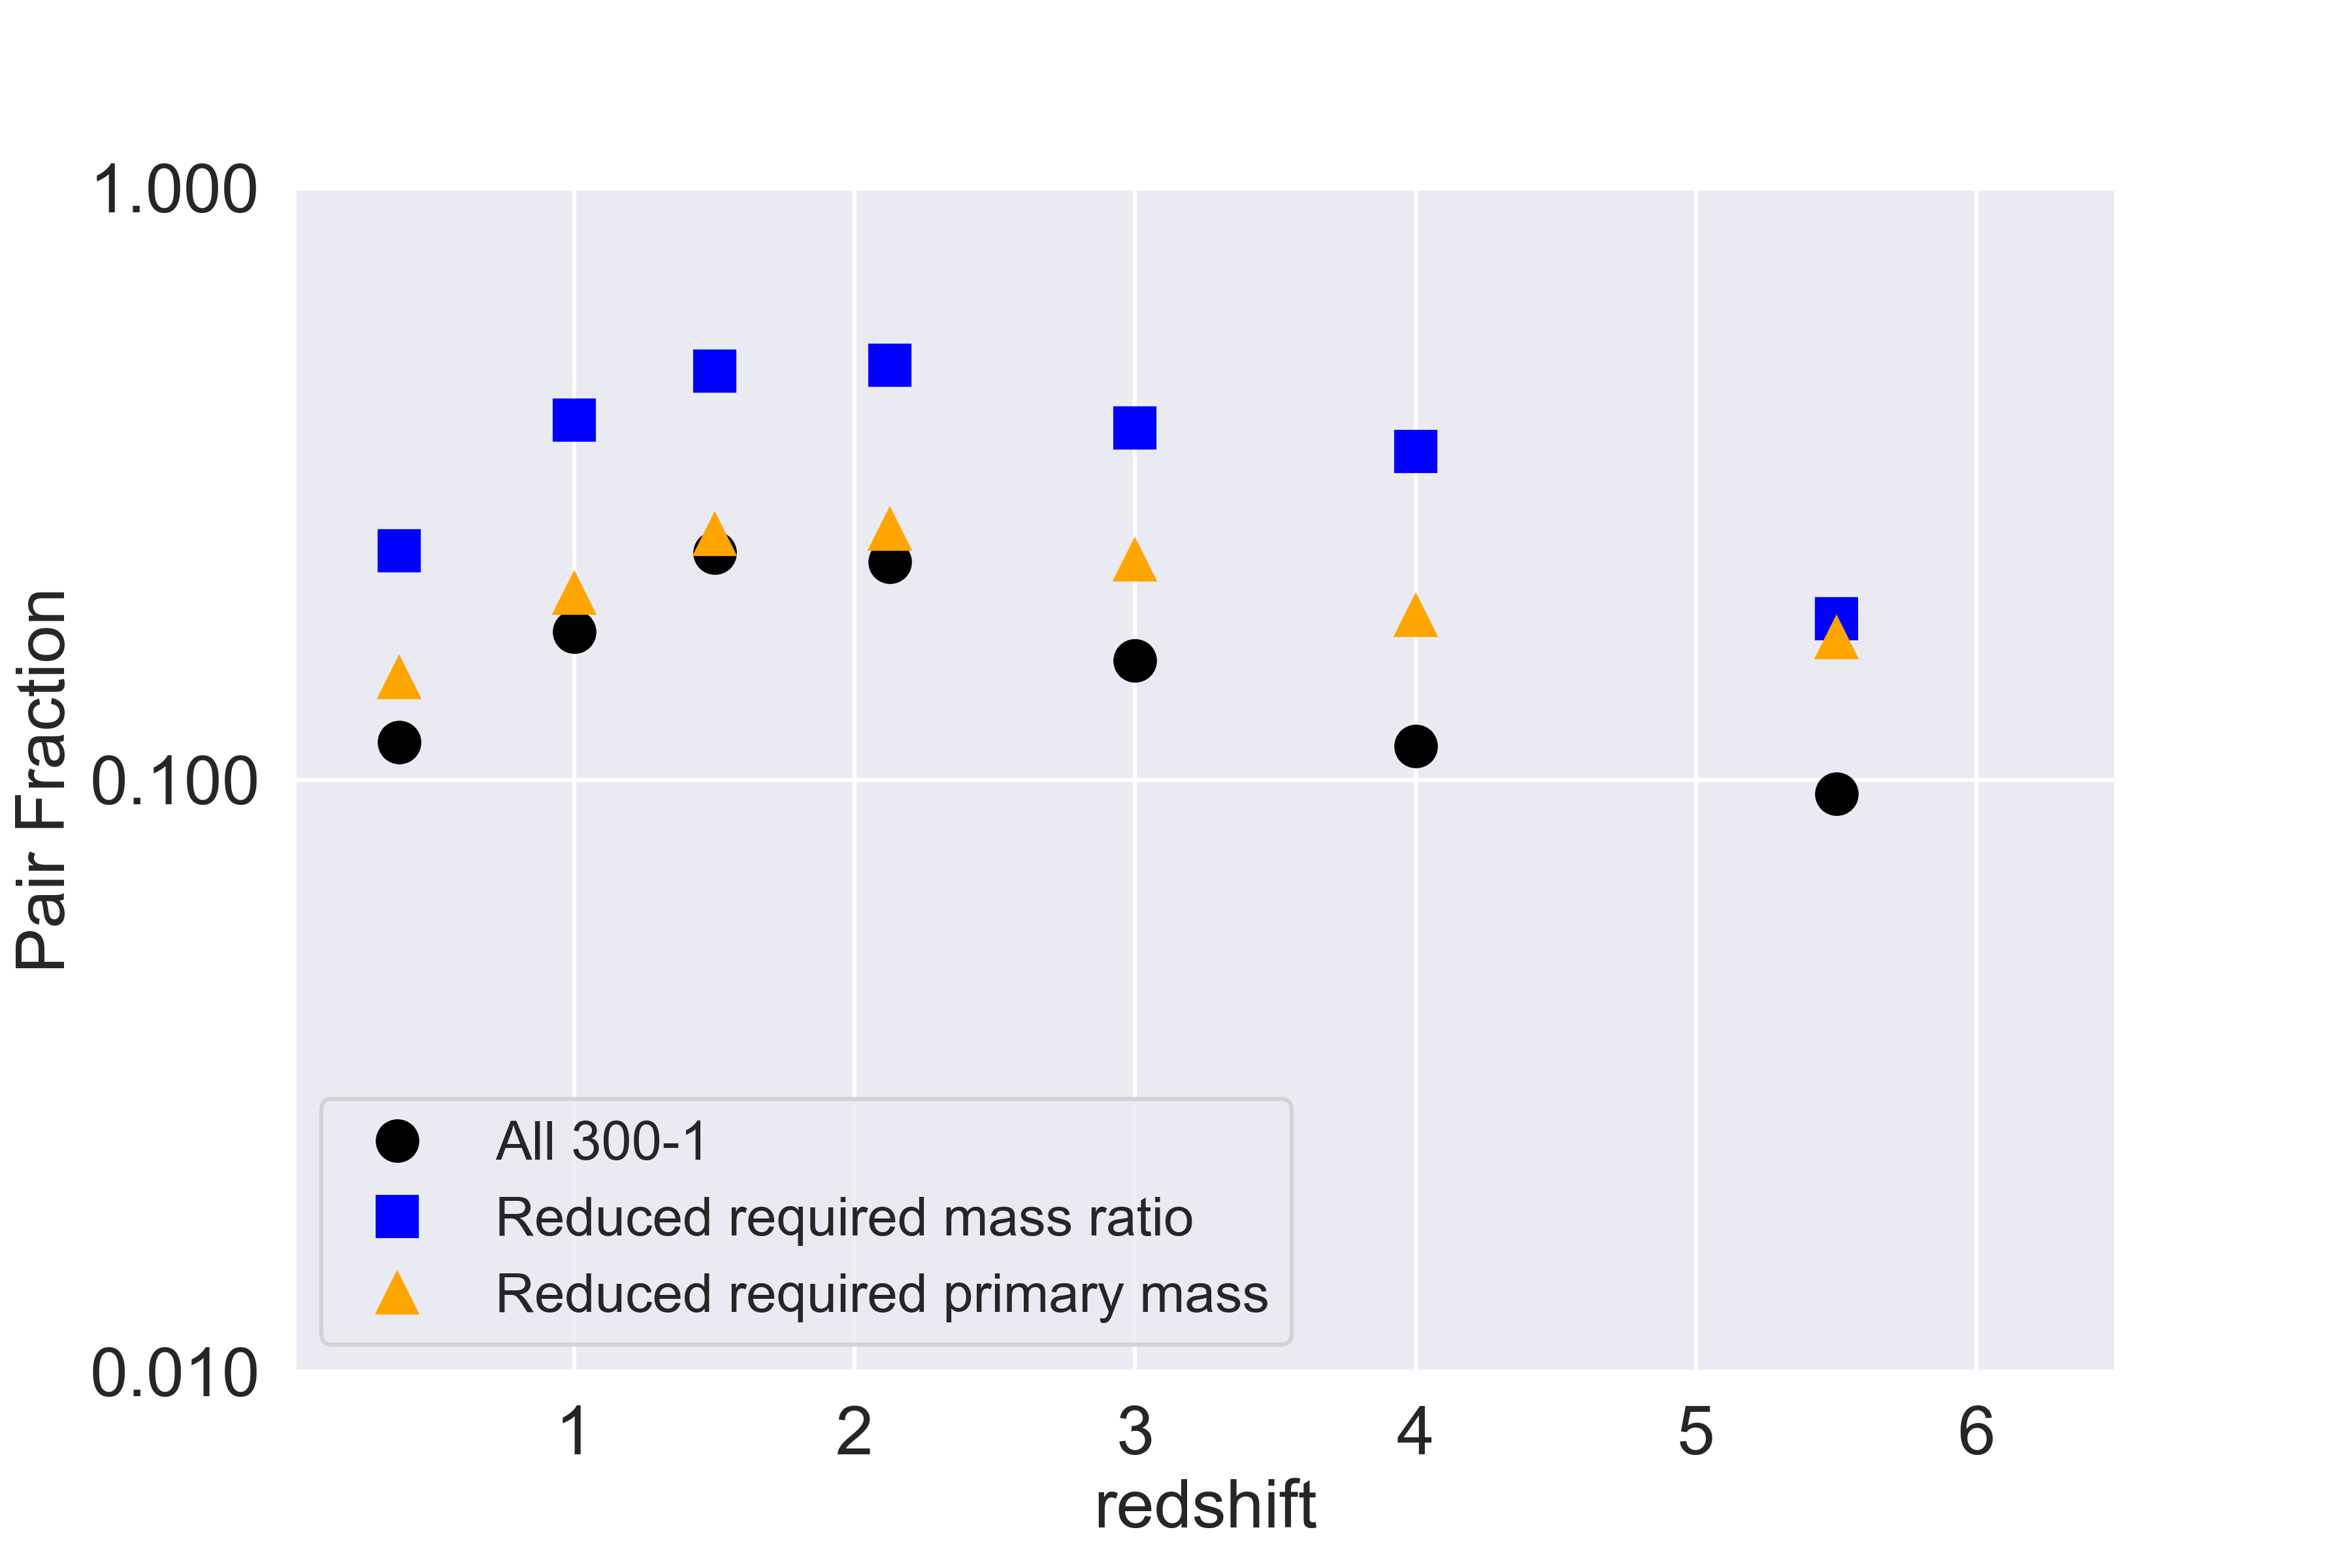 1.000
0.100
0.010
Pair Fraction
All 300-1
Reduced required mass ratio
Reduced required primary mass
1 2 3 4 5 6
redshift